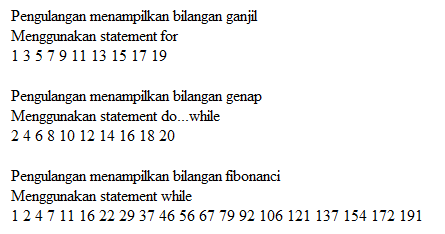 Pengulangan menampilkan bilangan ganjil
Menggunakan statement for
1 3 5 7 9 11 13 15 17 19
Pengulangan menampilkan bilangan genap
Menggunakan statement do...while
2 4 6 8 10 12 14 16 18 20
Pengulangan menampilkan bilangan fibonanci
Menggunakan statement while
1 2 4 7 11 16 22 29 37 46 56 67 79 92 106 121 137 154 172 191